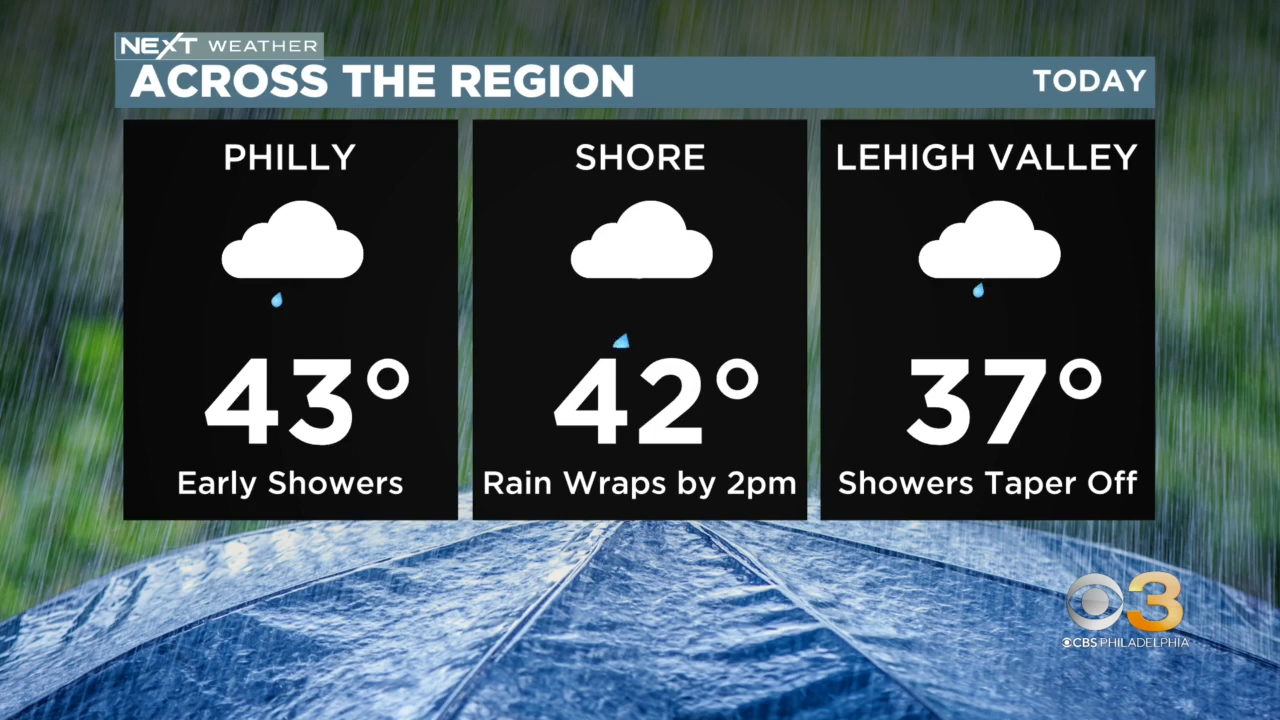 NEXT WEATHER
ACROSS THE REGION
TODAY
PHILLY
43°
Early Showers
SHORE
42°
Rain Wraps by 2pm
LEHIGH VALLEY
37°
Showers Taper Off
3
CBS PHILADELPHIA